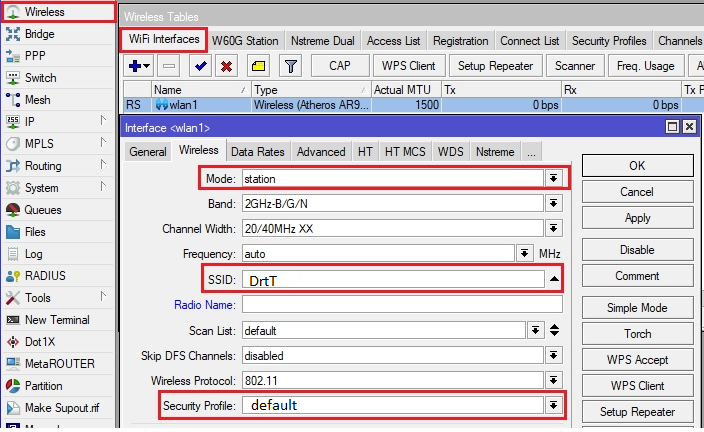 Wireless
Bridge
PPP
Switch
Mesh
IP
MPLS
Routing
System
Queues
Files
Log
RADIUS
Tools
New Terminal
Dot1X
MetaROUTER
Partition
Make Supout.rif
Wireless Tables
WiFi Interfaces W60G Station Nstreme Dual Access List Registration Connect List Security Profiles Channels
CAP WPS Client Setup Repeater Scanner Freq. Usage A
Name Type Actual MTU Tx Rx Tx P
RS wlan1 Wireless (Atheros AR9... 1500 0 bps 0 bps
Interface <wlan1>
General Wireless Data Rates Advanced HT HT MCS WDS Nstreme ...
Mode: station
Band: 2GHz-B/G/N
Channel Width: 20/40MHz XX
Frequency: auto MHz
SSID: DrtT
Radio Name:
Scan List: default
Skip DFS Channels: disabled
Wireless Protocol: 802.11
Security Profile: default
OK
Cancel
Apply
Disable
Comment
Simple Mode
Torch
WPS Accept
WPS Client
Setup Repeater